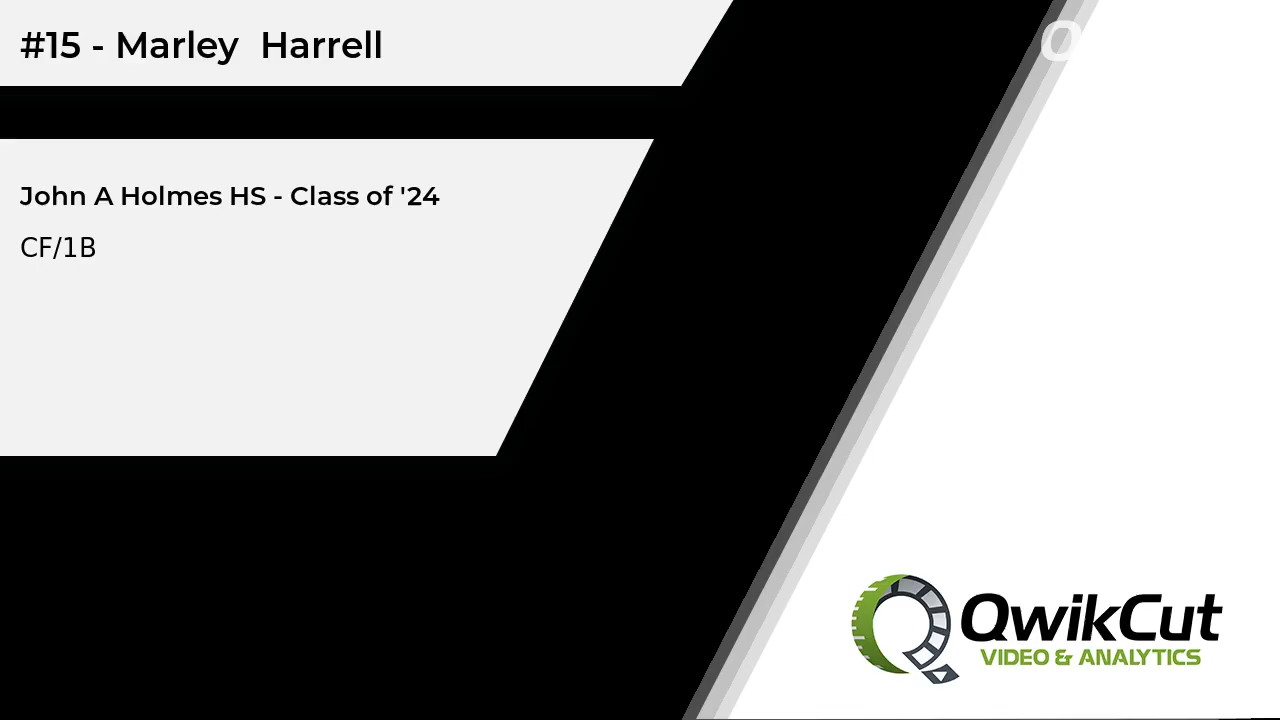 #15 - Marley  Harrell
John A Holmes HS - Class of '24
CF/1B
QwikCut
VIDEO & ANALYTICS